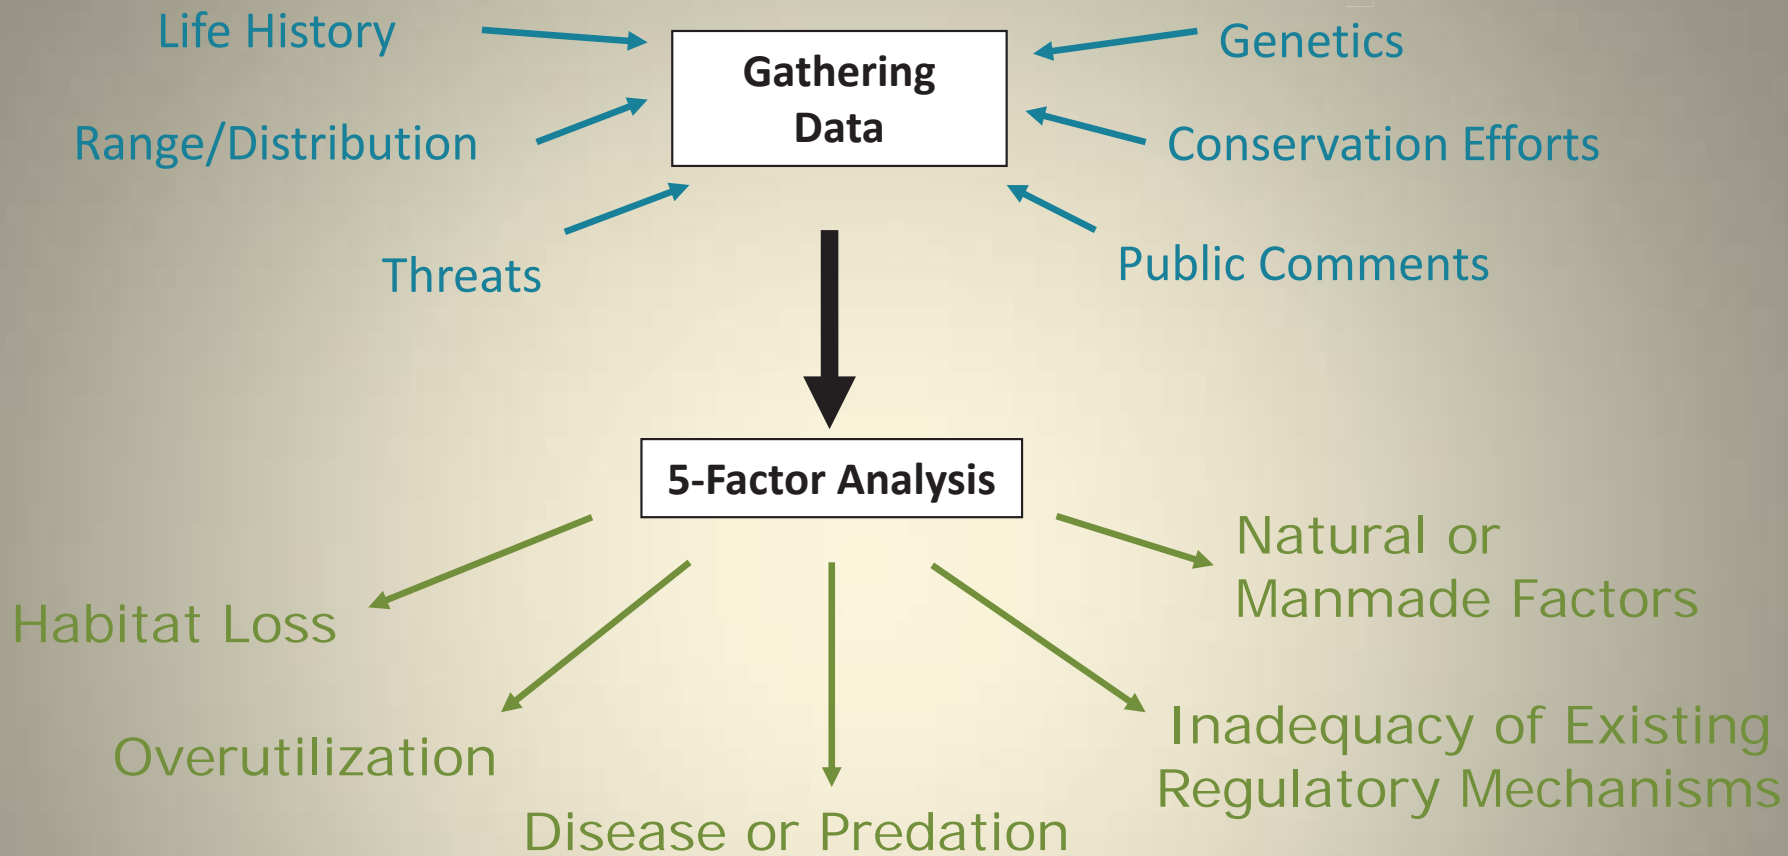 Life History
Gathering
Data
Genetics
Range/Distribution
Conservation Efforts
Threats
Public Comments
5-Factor Analysis
Natural or
Manmade Factors
Habitat Loss
Overutilization
Inadequacy of Existing
Regulatory Mechanisms
Disease or Predation